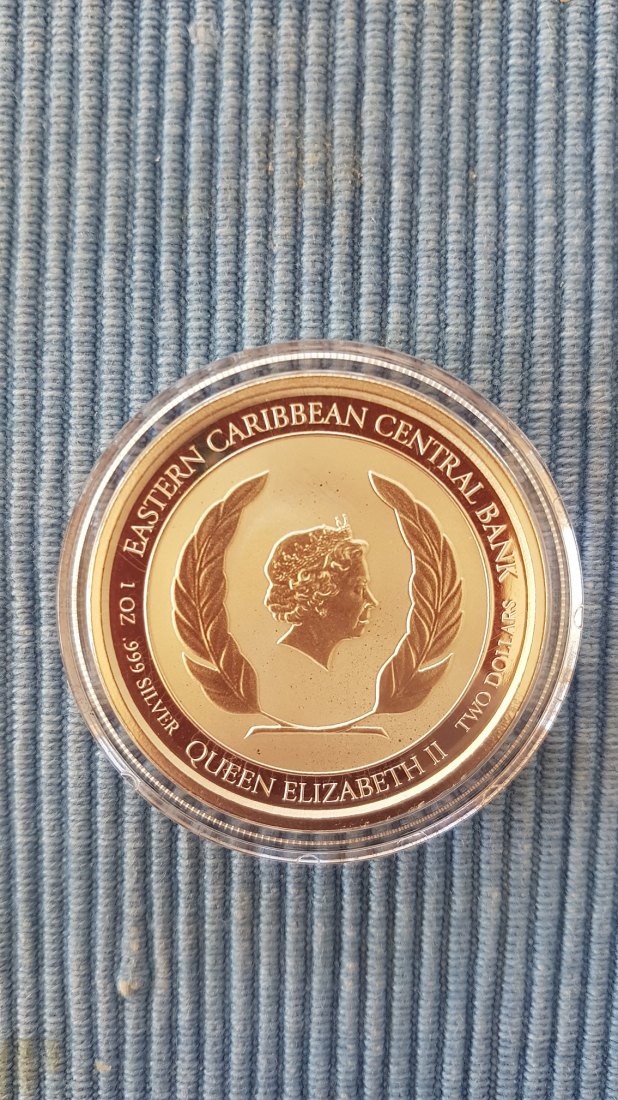 EASTERN CARIBBEAN CENTRAL BANK
1 OZ .999 SILVER
QUEEN ELIZABETH II
TWO DOLLARS